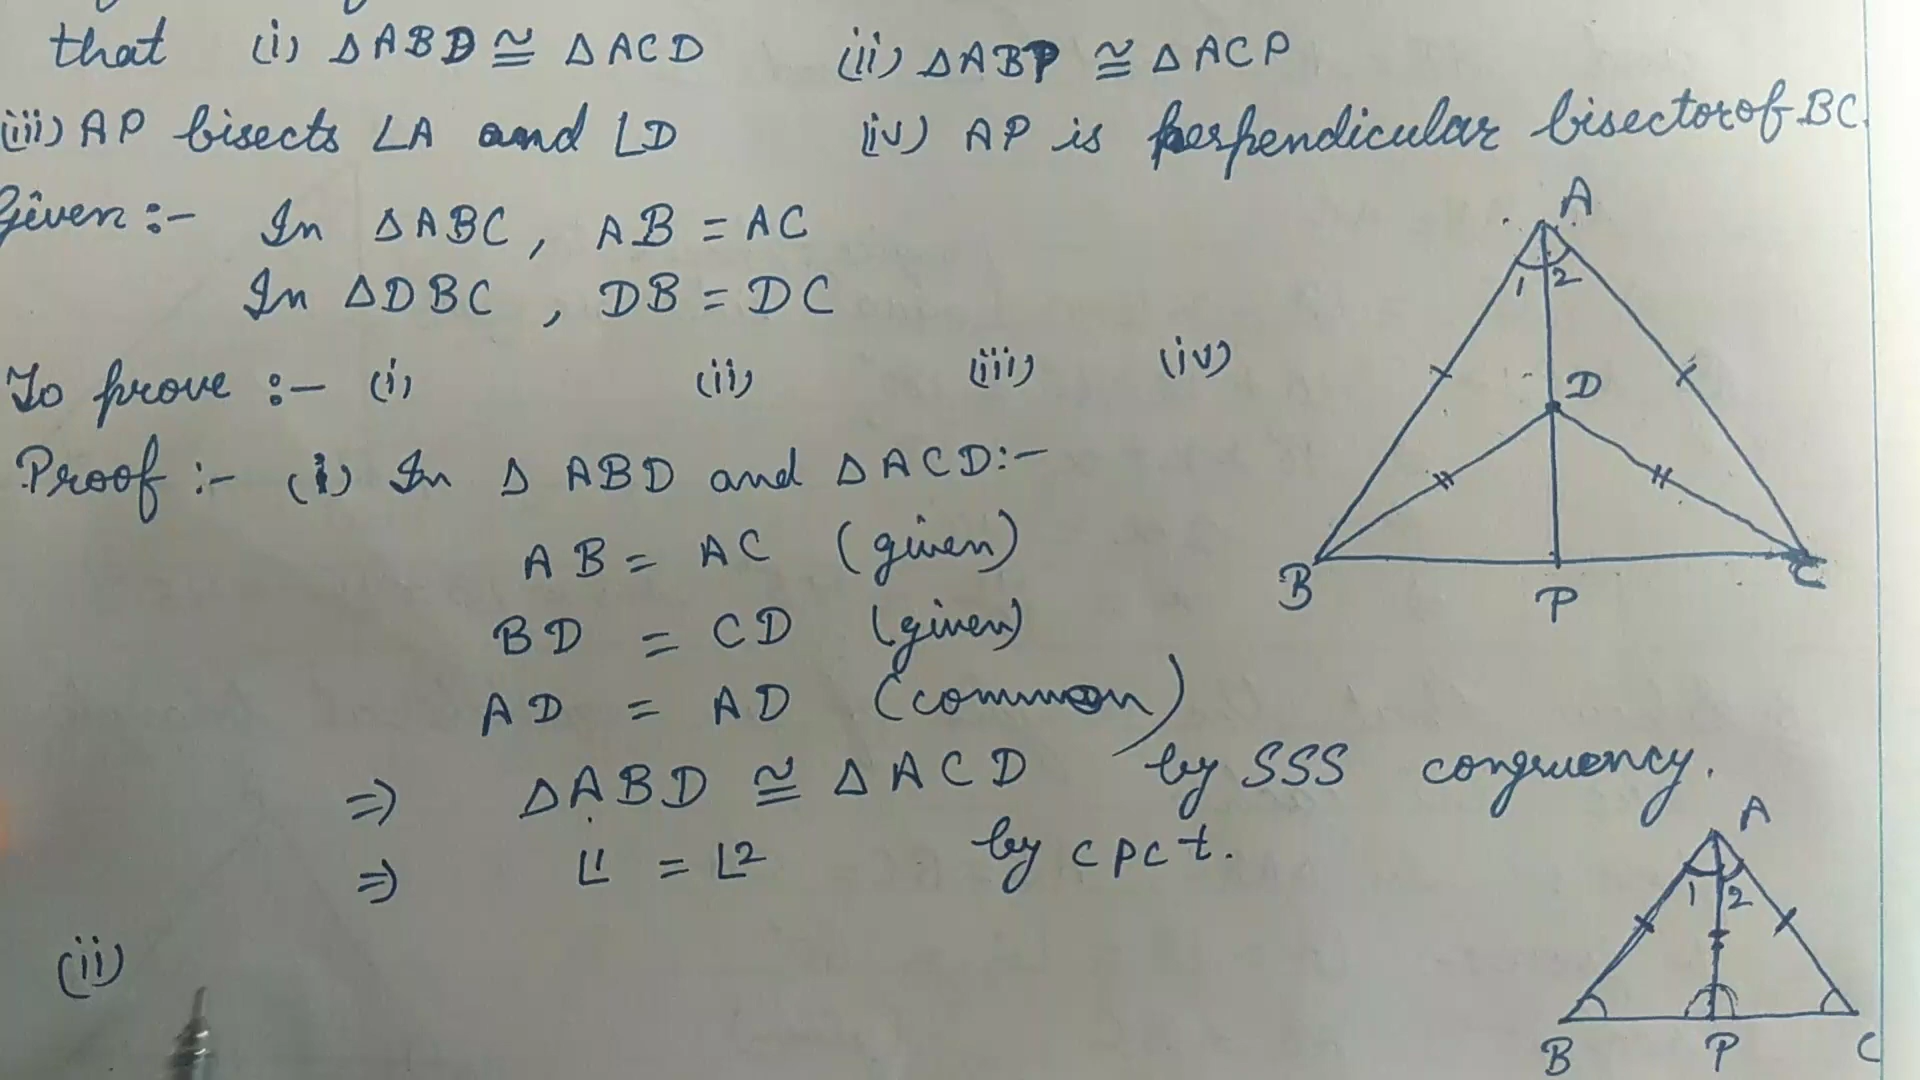 that (i) ΔABD ≅ ΔACD (ii) ΔABP ≅ ΔACP
(iii) AP bisects ∠A and ∠D (iv) AP is perpendicular bisector of BC.
Given :- In ΔABC, AB = AC
In ΔDBC, DB = DC
To prove :- (i) (ii) (iii) (iv)
Proof :- (i) In Δ ABD and ΔACD:-
AB = AC (given)
BD = CD (given)
AD = AD (common)
⇒ ΔABD ≅ ΔACD by SSS congruency.
⇒ ∠1 = ∠2 by cpct.
(ii)
A
1 2
D
B P C
A
1 2
B P C